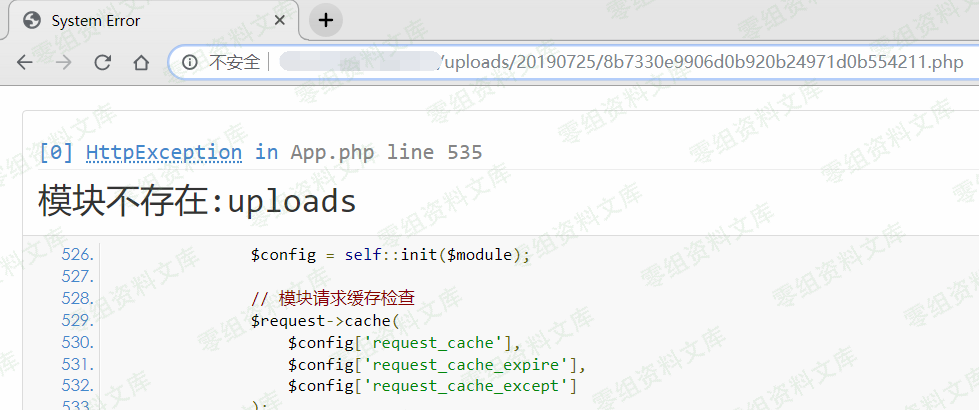 System Error
不安全 /uploads/20190725/8b7330e9906d0b920b24971d0b554211.php
[0] HttpException in App.php line 535
模块不存在:uploads
526. $config = self::init($module);
527.
528. // 模块请求缓存检查
529. $request->cache(
530. $config['request_cache'],
531. $config['request_cache_expire'],
532. $config['request_cache_except']
533. );
零组资料文库